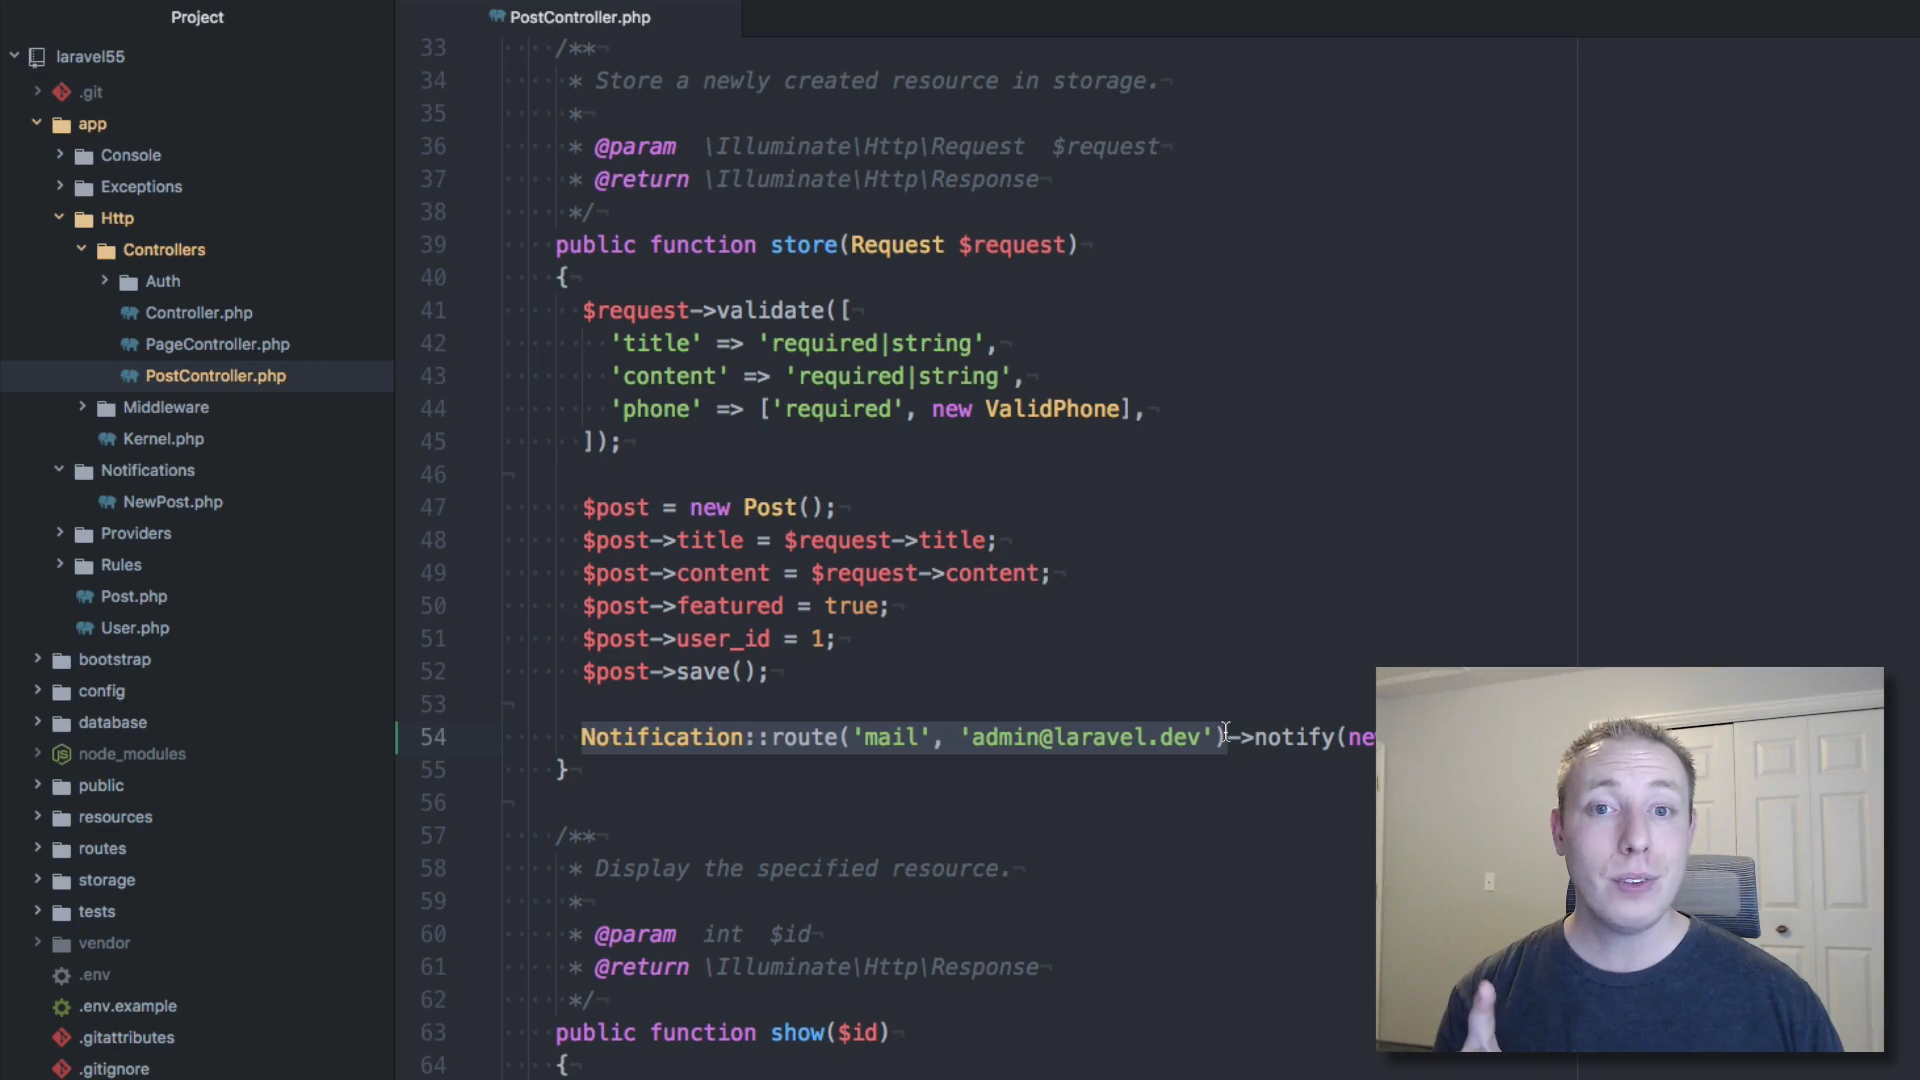 Project
laravel55
.git
app
Console
Exceptions
Http
Controllers
Auth
Controller.php
PageController.php
PostController.php
Middleware
Kernel.php
Notifications
NewPost.php
Providers
Rules
Post.php
User.php
bootstrap
config
database
node_modules
public
resources
routes
storage
tests
vendor
.env
.env.example
.gitattributes
.gitignore
PostController.php
33 /**
34 * Store a newly created resource in storage.
35 *
36 * @param \Illuminate\Http\Request $request
37 * @return \Illuminate\Http\Response
38 */
39 public function store(Request $request)
40 {
41 $request->validate([
42 'title' => 'required|string',
43 'content' => 'required|string',
44 'phone' => ['required', new ValidPhone],
45 ]);
46
47 $post = new Post();
48 $post->title = $request->title;
49 $post->content = $request->content;
50 $post->featured = true;
51 $post->user_id = 1;
52 $post->save();
53
54 Notification::route('mail', 'admin@laravel.dev')->notify(ne
55 }
56
57 /**
58 * Display the specified resource.
59 *
60 * @param int $id
61 * @return \Illuminate\Http\Response
62 */
63 public function show($id)
64 {